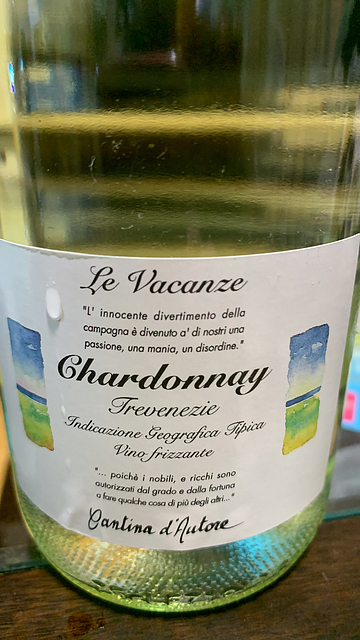 Le Vacanze
"L' innocente divertimento della
campagna è divenuto a' di nostri una
passione, una mania, un disordine."
Chardonnay
Trevenezie
Indicazione Geografica Tipica
Vino frizzante
"... poichè i nobili, e ricchi sono
autorizzati dal grado e dalla fortuna
a fare qualche cosa di più degli altri..."
Cantina d'Autore